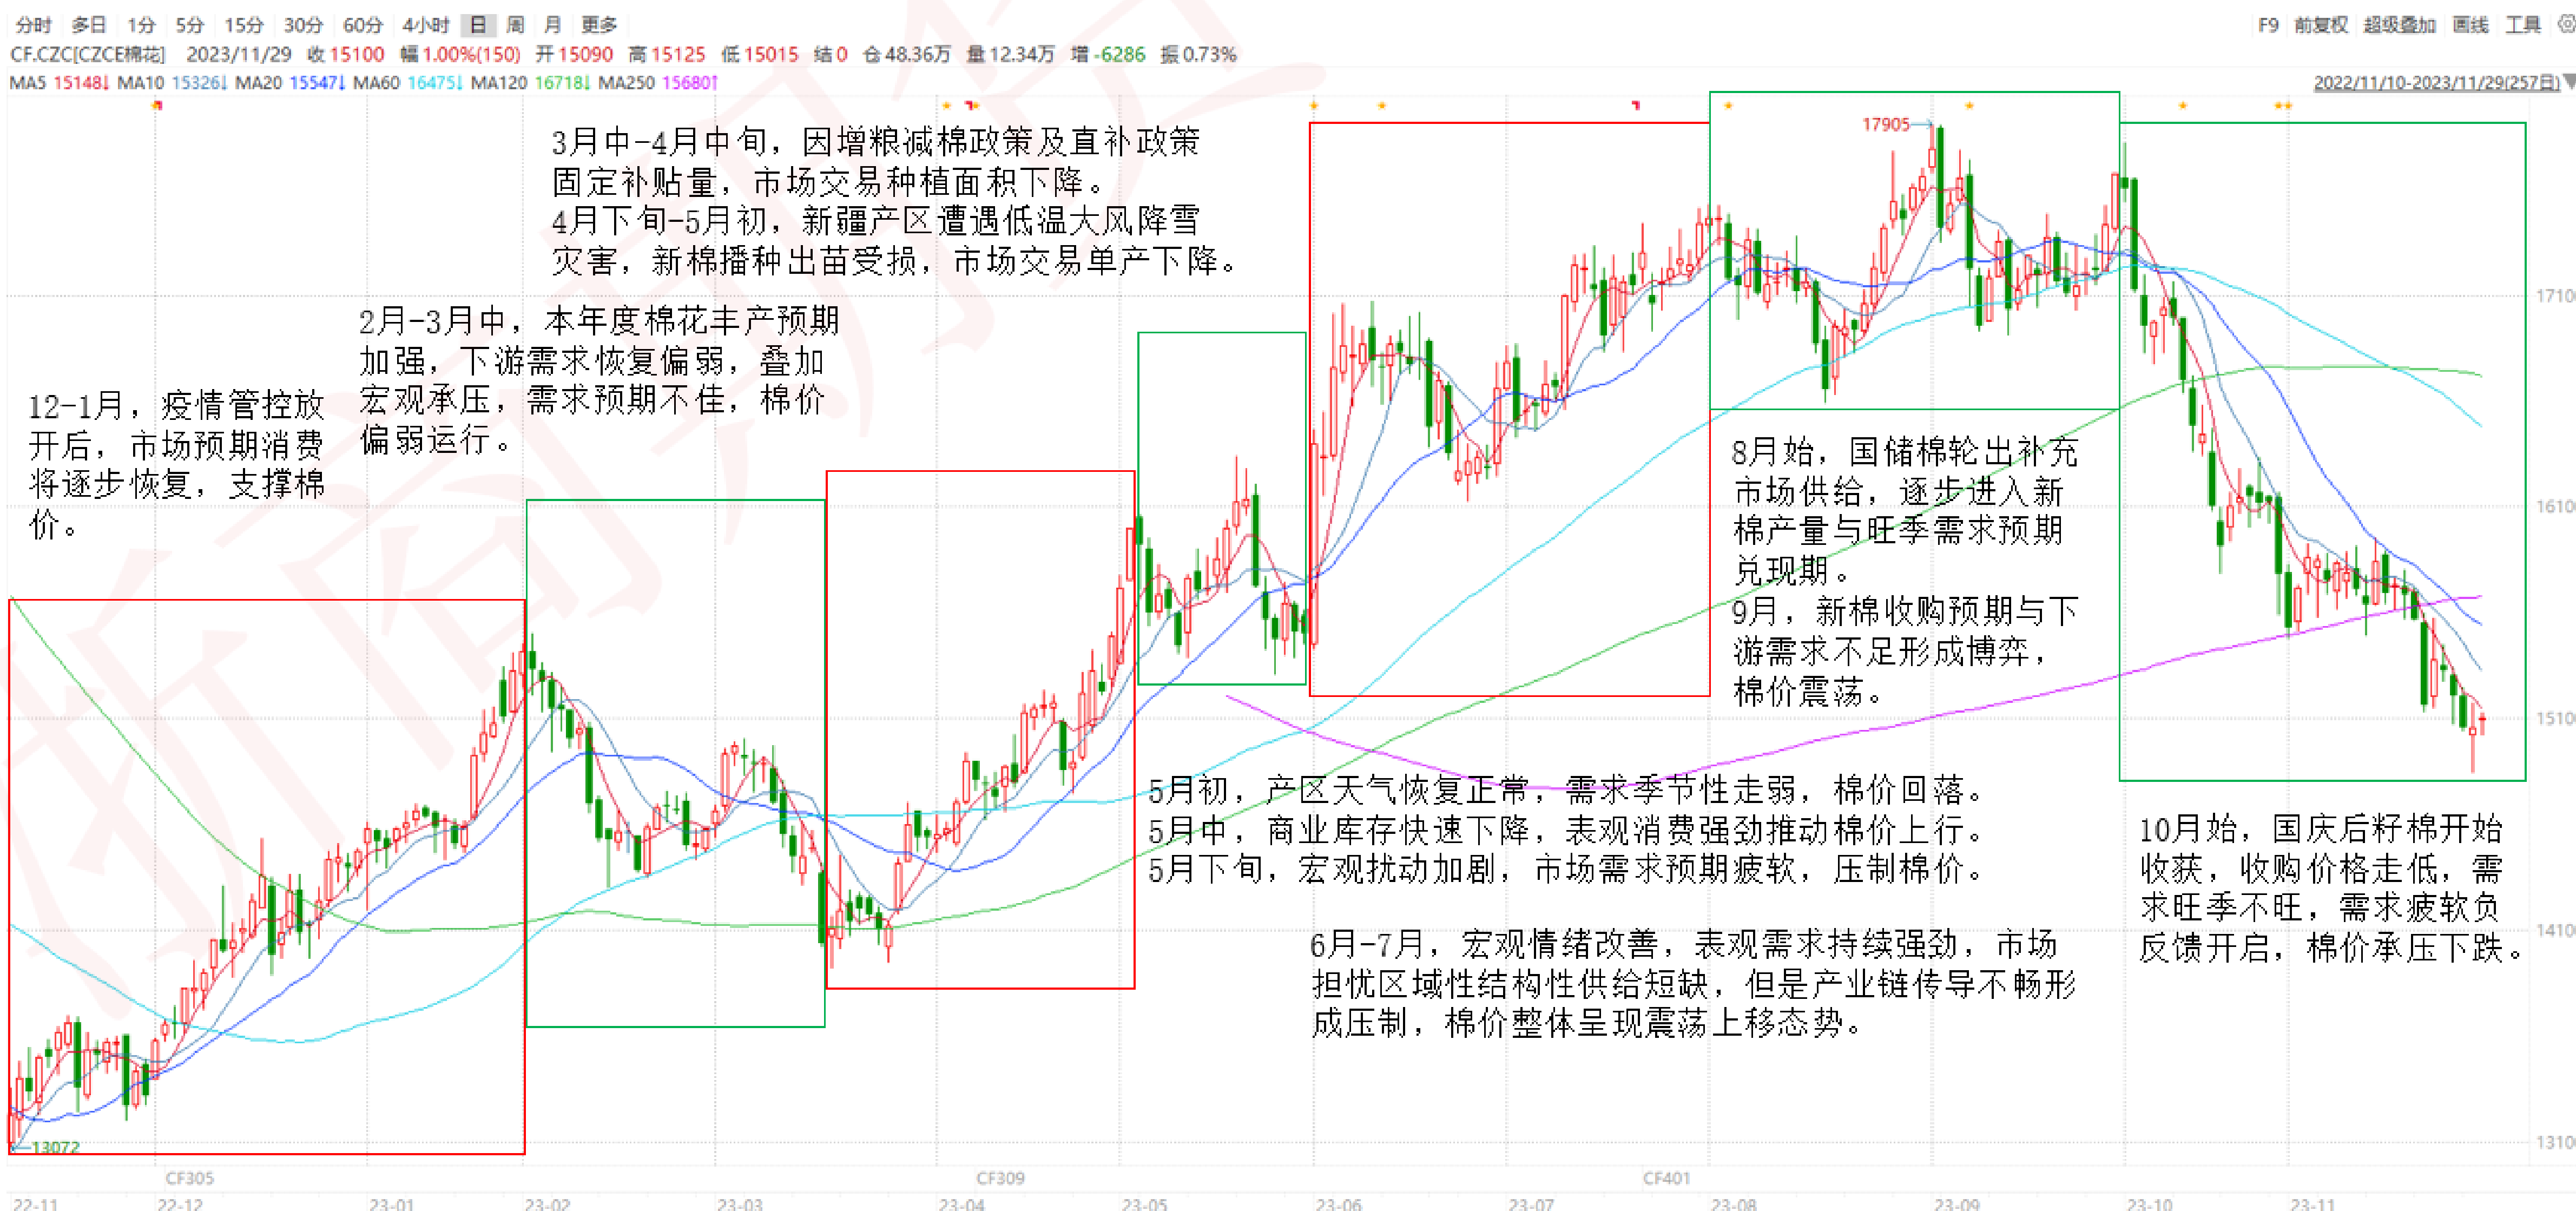 分时 多日 1分 5分 15分 30分 60分 4小时 日 周 月 更多 F9 前复权 超级叠加 画线 工具
CF.CZC[CZCE棉花] 2023/11/29 收15100 幅1.00%(150) 开15090 高15125 低15015 结0 仓48.36万 量12.34万 增-6286 振0.73%
MA5 15148↓ MA10 15326↓ MA20 15547↓ MA60 16475↓ MA120 16718↓ MA250 15680↑ 2022/11/10-2023/11/29(257日)
17905
3月中-4月中旬，因增粮减棉政策及直补政策
固定补贴量，市场交易种植面积下降。
4月下旬-5月初，新疆产区遭遇低温大风降雪
灾害，新棉播种出苗受损，市场交易单产下降。
2月-3月中，本年度棉花丰产预期
加强，下游需求恢复偏弱，叠加
宏观承压，需求预期不佳，棉价
偏弱运行。
12-1月，疫情管控放
开后，市场预期消费
将逐步恢复，支撑棉
价。
8月始，国储棉轮出补充
市场供给，逐步进入新
棉产量与旺季需求预期
兑现期。
9月，新棉收购预期与下
游需求不足形成博弈，
棉价震荡。
5月初，产区天气恢复正常，需求季节性走弱，棉价回落。
5月中，商业库存快速下降，表观消费强劲推动棉价上行。
5月下旬，宏观扰动加剧，市场需求预期疲软，压制棉价。
6月-7月，宏观情绪改善，表观需求持续强劲，市场
担忧区域性结构性供给短缺，但是产业链传导不畅形
成压制，棉价整体呈现震荡上移态势。
10月始，国庆后籽棉开始
收获，收购价格走低，需
求旺季不旺，需求疲软负
反馈开启，棉价承压下跌。
1710
1610
1510
1410
1310
13072
CF305 CF309 CF401
22-11 22-12 23-01 23-02 23-03 23-04 23-05 23-06 23-07 23-08 23-09 23-10 23-11
浙商期货